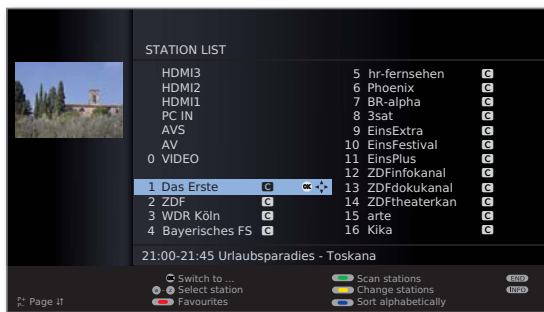 STATION LIST
HDMI3
HDMI2
HDMI1
PC IN
AVS
AV
0 VIDEO
1 Das Erste C OK
2 ZDF C
3 WDR Köln C
4 Bayerisches FS C
5 hr-fernsehen C
6 Phoenix C
7 BR-alpha C
8 3sat C
9 EinsExtra C
10 EinsFestival C
11 EinsPlus C
12 ZDFinfokanal C
13 ZDFdokukanal C
14 ZDFtheaterkan C
15 arte C
16 Kika C
21:00-21:45 Urlaubsparadies - Toskana
OK Switch to ...
Select station
Favourites
Scan stations
Change stations
Sort alphabetically
END
INFO
P+
P- Page